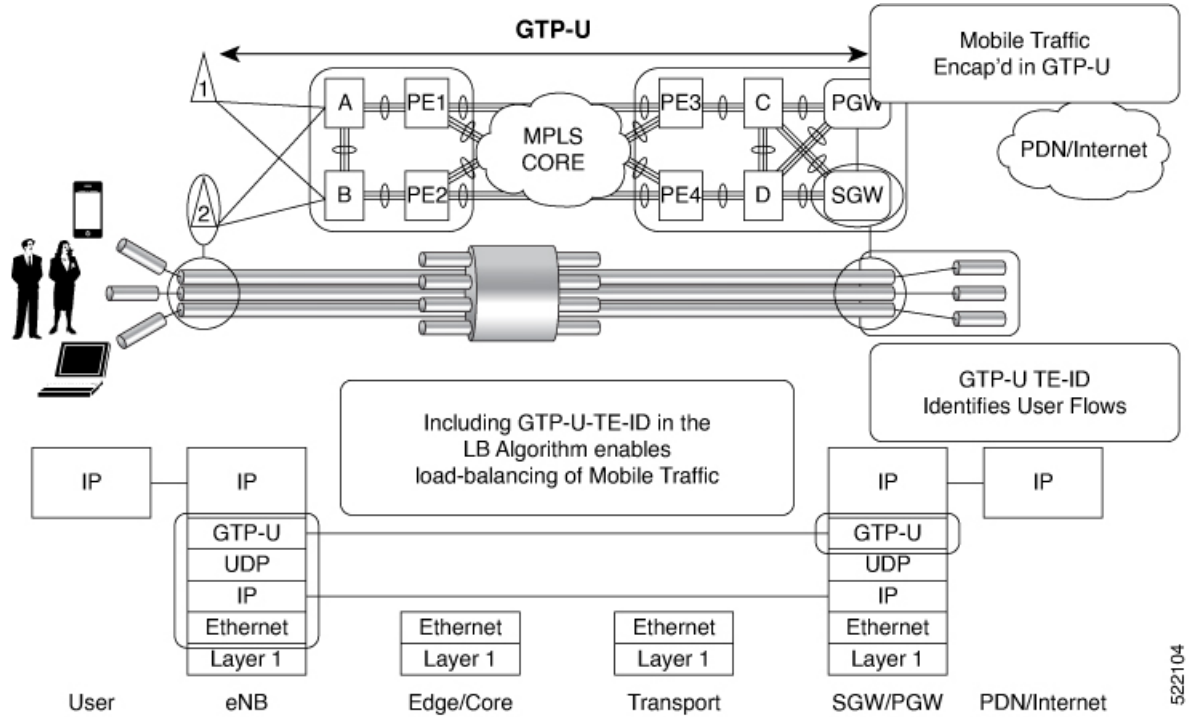 GTP-U
Mobile Traffic
Encap'd in GTP-U
1
A
PE1
PE3
C
PGW
MPLS
CORE
PDN/Internet
2
B
PE2
PE4
D
SGW
GTP-U TE-ID
Identifies User Flows
Including GTP-U-TE-ID in the
LB Algorithm enables
load-balancing of Mobile Traffic
IP
IP
IP
IP
GTP-U
GTP-U
UDP
UDP
IP
IP
Ethernet
Ethernet
Ethernet
Ethernet
Layer 1
Layer 1
Layer 1
Layer 1
User
eNB
Edge/Core
Transport
SGW/PGW
PDN/Internet
522104